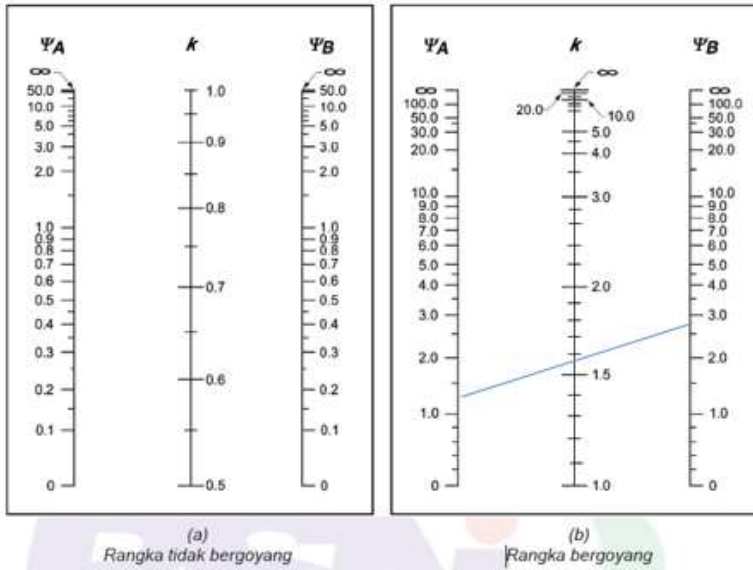 Ψ_A k Ψ_B
∞ ∞
50.0 1.0 50.0
10.0 10.0
5.0 5.0
3.0 0.9 3.0
2.0 2.0
0.8
1.0 1.0
0.9 0.9
0.8 0.8
0.7 0.7
0.6 0.7 0.6
0.5 0.5
0.4 0.4
0.3 0.3
0.2 0.6 0.2
0.1 0.1
0 0.5 0
(a)
Rangka tidak bergoyang
Ψ_A k Ψ_B
∞
∞ ∞
100.0 20.0 10.0 100.0
50.0 50.0
30.0 5.0 30.0
20.0 4.0 20.0
10.0 3.0 10.0
9.0 9.0
8.0 8.0
7.0 7.0
6.0 6.0
5.0 5.0
4.0 2.0 4.0
3.0 3.0
2.0 2.0
1.5
1.0 1.0
0 1.0 0
(b)
Rangka bergoyang